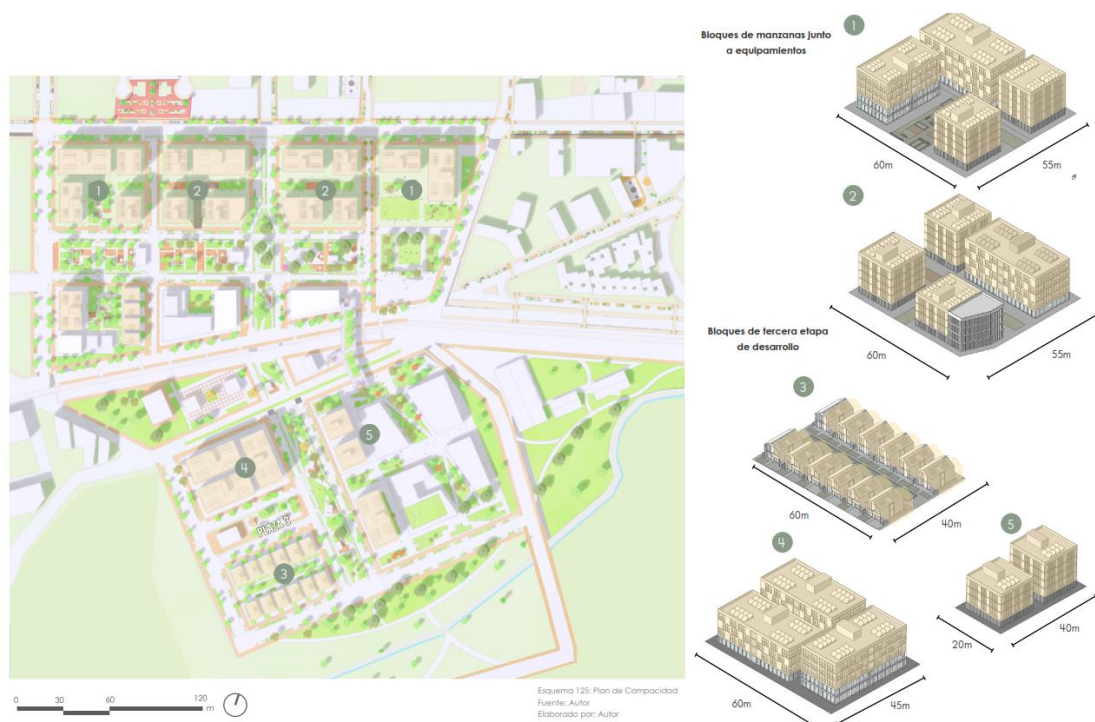 Bloques de manzanas junto
a equipamientos
1
60m
55m
2
Bloques de tercera etapa
de desarrollo
60m
55m
3
60m
40m
4
60m
45m
5
20m
40m
1
2
2
1
5
4
PLAZA 3
3
0 30 60 120
m
Esquema 125: Plan de Compacidad
Fuente: Autor
Elaborado por: Autor